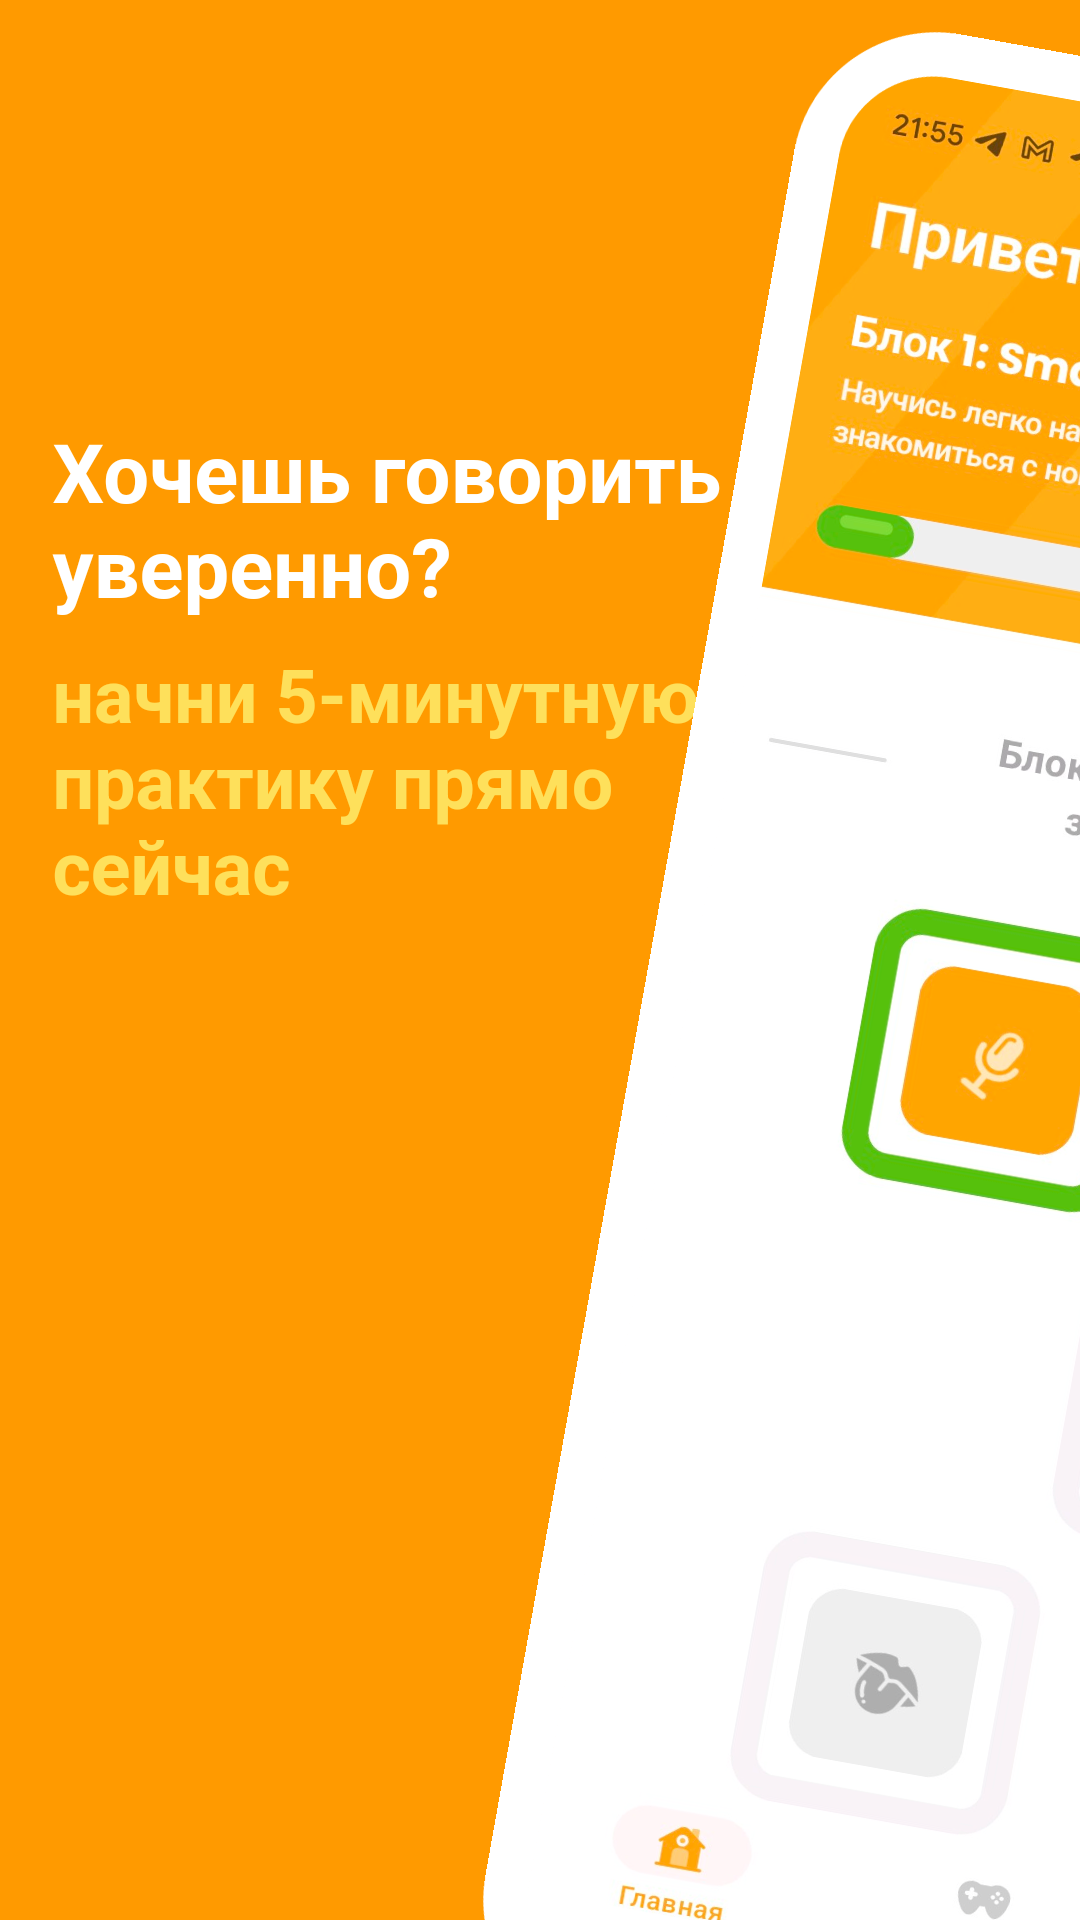 21:55
Привет
Блок 1: Smo
Научись легко на
знакомиться с но
Хочешь говорить
уверенно?
начни 5-минутную
практику прямо
сейчас
Блок
з
Главная